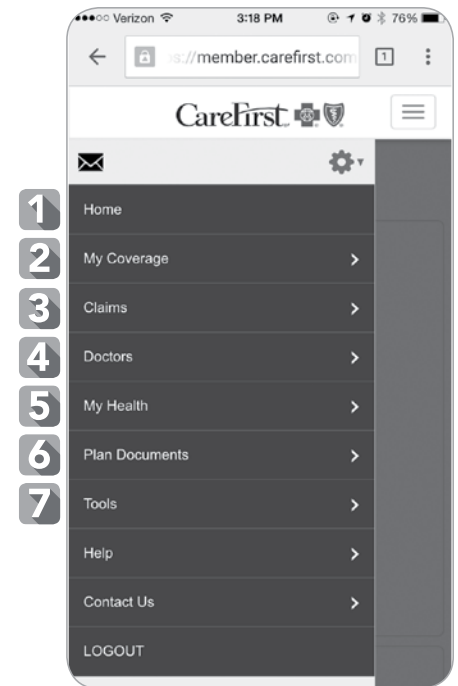 Verizon 3:18 PM 76%
s://member.carefirst.com 1
CareFirst
1 Home
2 My Coverage
3 Claims
4 Doctors
5 My Health
6 Plan Documents
7 Tools
Help
Contact Us
LOGOUT